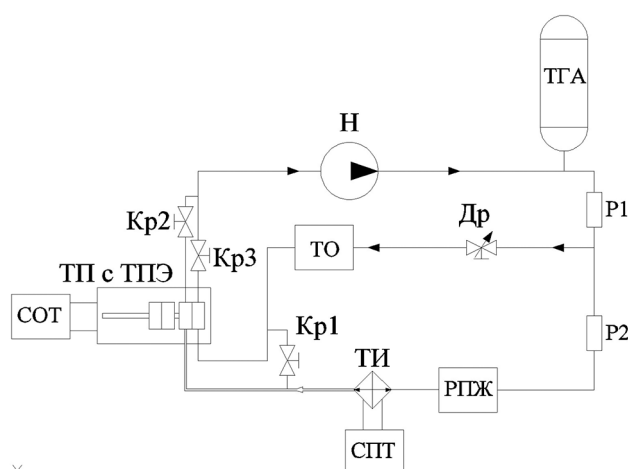 ТГА
Н
Р1
Кр2
Др
Кр3
ТО
ТП с ТПЭ
СОТ
Кр1
Р2
ТИ
РПЖ
СПТ